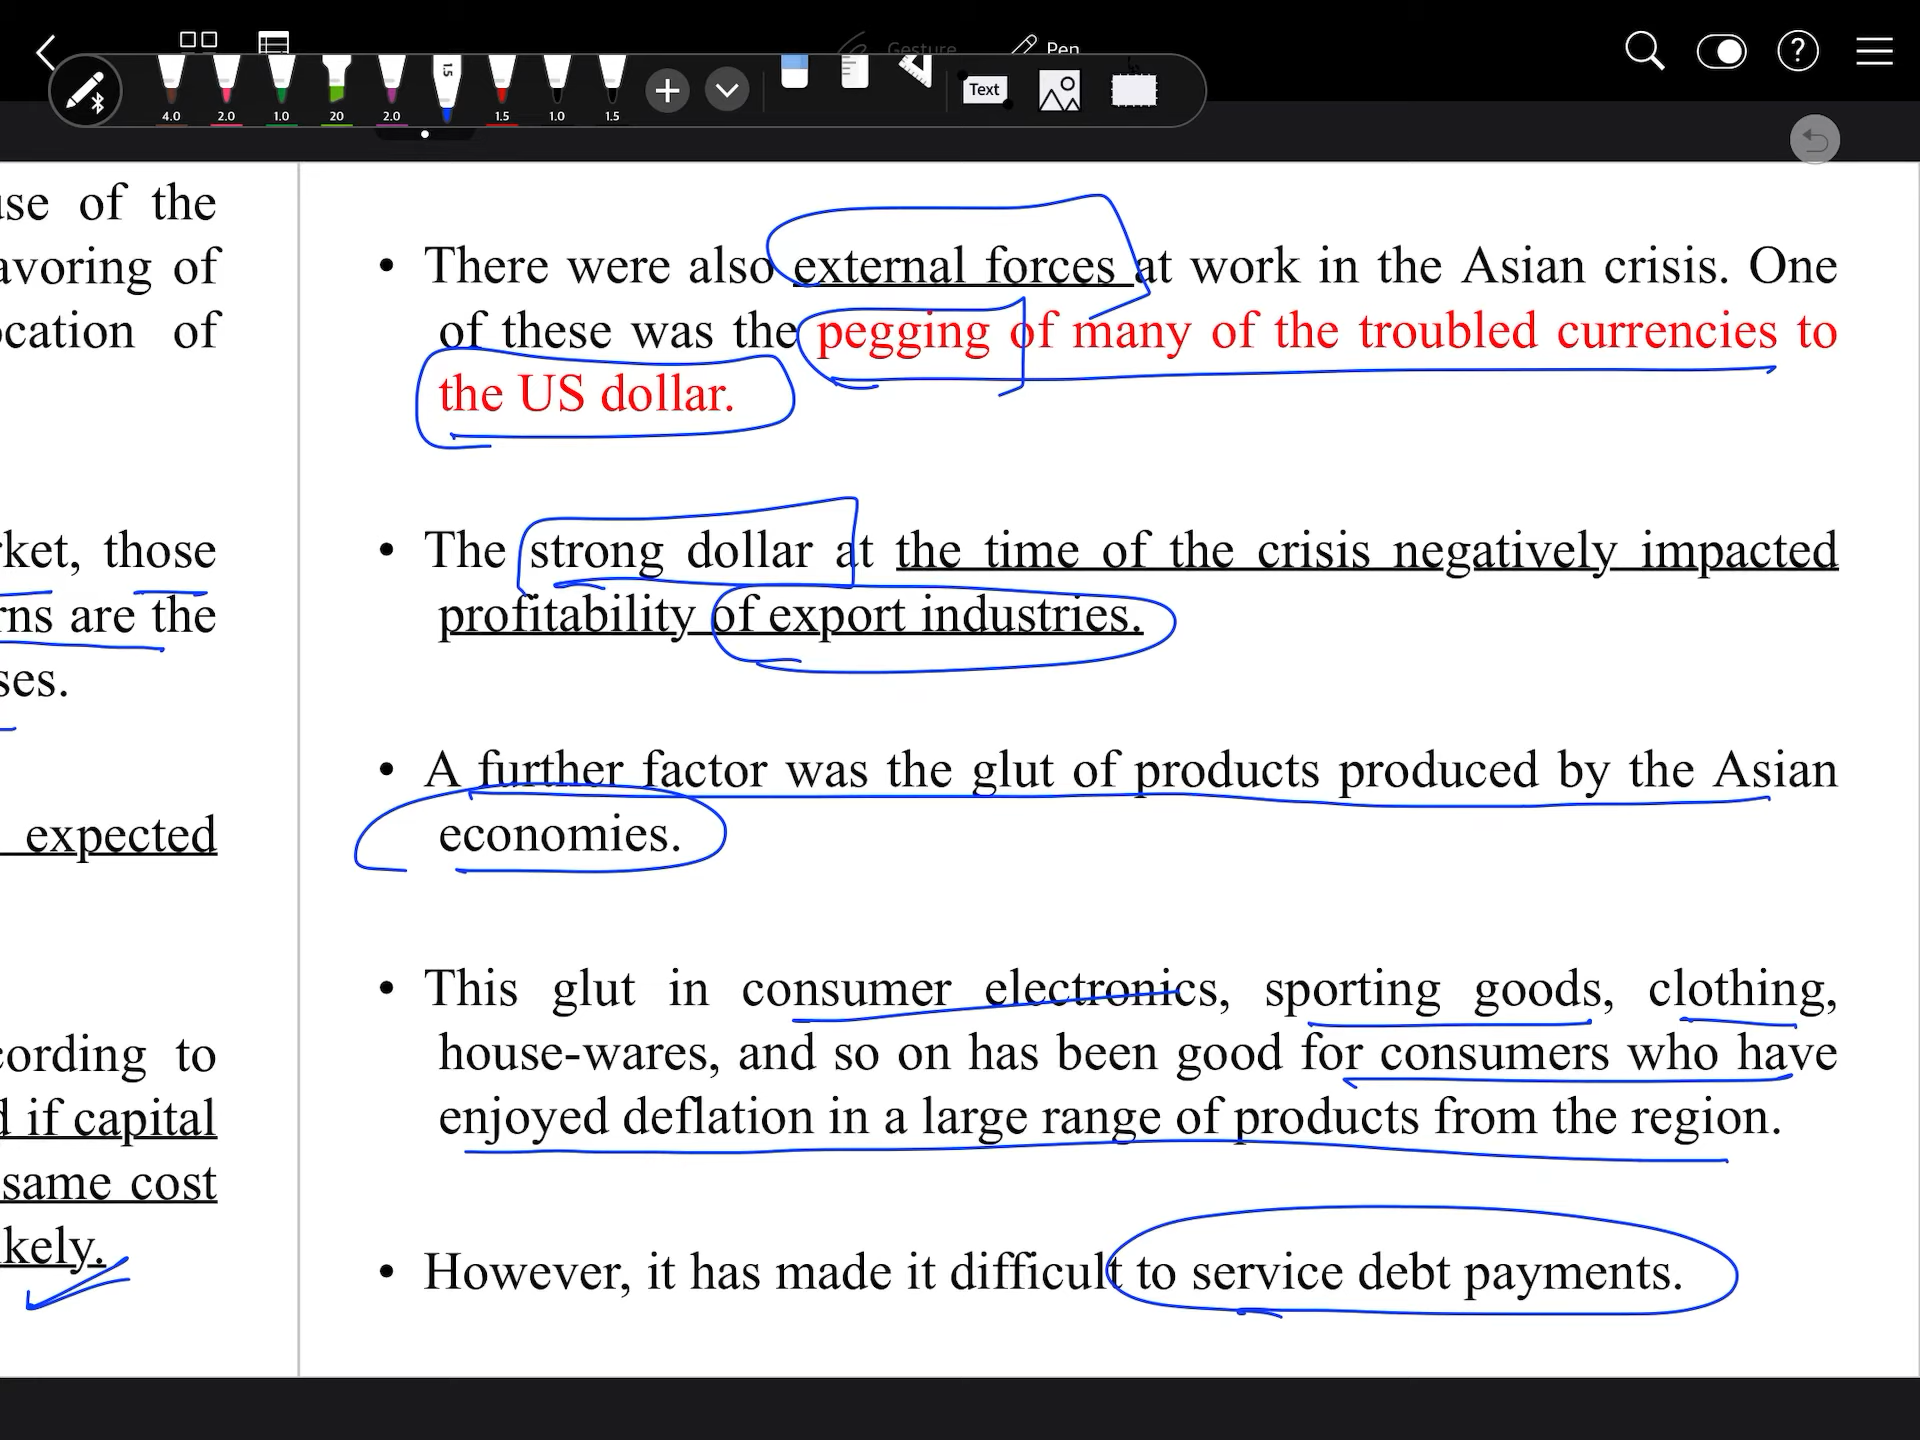 Gesture
Pen
1.5
4.0
2.0
1.0
20
2.0
1.5
1.0
1.5
Text
?
use of the
avoring of
ocation of
rket, those
rns are the
ses.
expected
cording to
d if capital
same cost
kely.
• There were also external forces at work in the Asian crisis. One
of these was the pegging of many of the troubled currencies to
the US dollar.
• The strong dollar at the time of the crisis negatively impacted
profitability of export industries.
• A further factor was the glut of products produced by the Asian
economies.
• This glut in consumer electronics, sporting goods, clothing,
house-wares, and so on has been good for consumers who have
enjoyed deflation in a large range of products from the region.
• However, it has made it difficult to service debt payments.